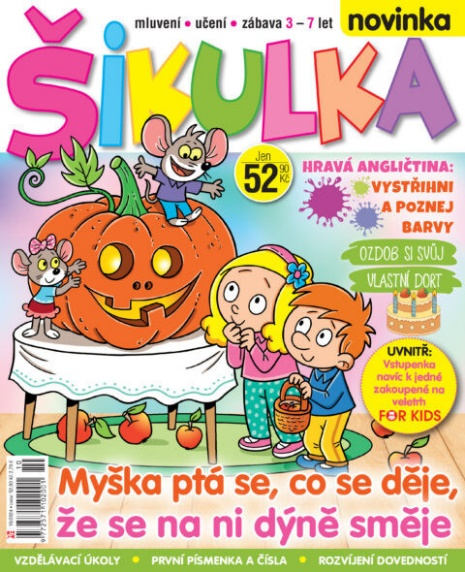 mluvení • učení • zábava 3 – 7 let
novinka
ŠIKULKA
Jen
52 90
Kč
HRAVÁ ANGLIČTINA:
VYSTŘIHNI
A POZNEJ
BARVY
OZDOB SI SVŮJ
VLASTNÍ DORT
UVNITŘ:
Vstupenka
navíc k jedné
zakoupené na
veletrh
FOR KIDS
Myška ptá se, co se děje,
že se na ni dýně směje
VZDĚLÁVACÍ ÚKOLY • PRVNÍ PÍSMENKA A ČÍSLA • ROZVÍJENÍ DOVEDNOSTÍ